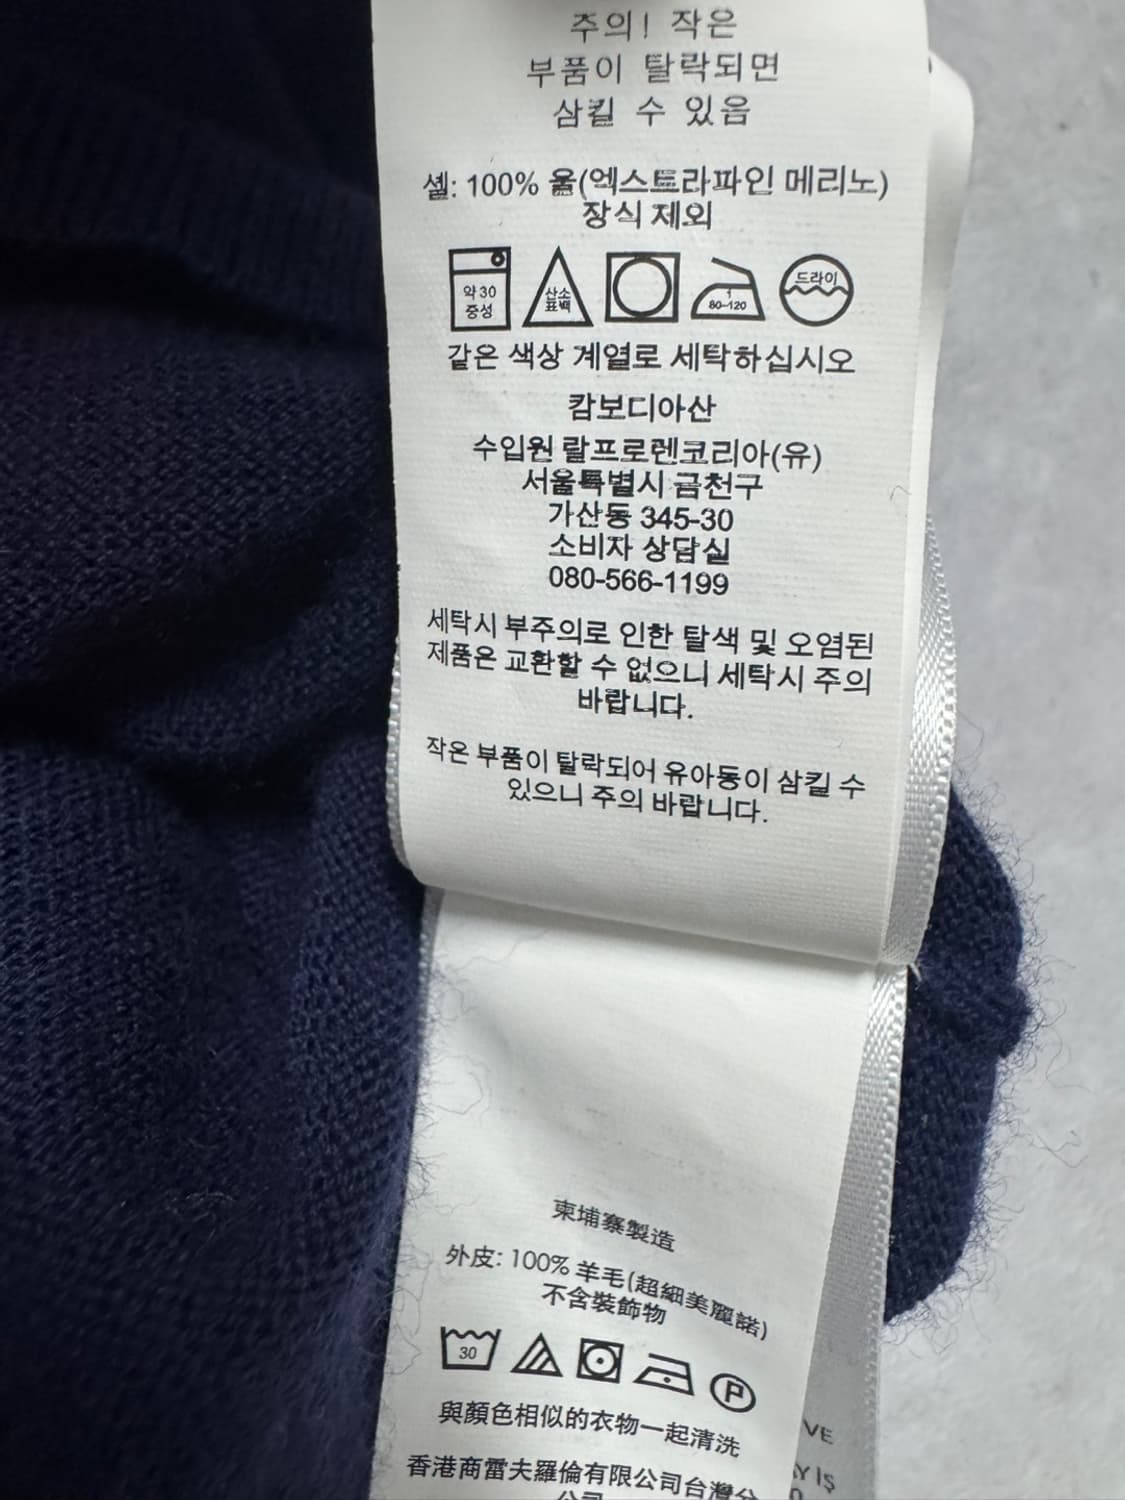 주의! 작은
부품이 탈락되면
삼킬 수 있음
셸: 100% 울(엑스트라파인 메리노)
장식 제외
약 30
중성
산소
표백
1
80-120
드라이
같은 색상 계열로 세탁하십시오
캄보디아산
수입원 랄프로렌코리아(유)
서울특별시 금천구
가산동 345-30
소비자 상담실
080-566-1199
세탁시 부주의로 인한 탈색 및 오염된
제품은 교환할 수 없으니 세탁시 주의
바랍니다.
작은 부품이 탈락되어 유아동이 삼킬 수
있으니 주의 바랍니다.
柬埔寨製造
外皮: 100% 羊毛(超細美麗諾)
不含裝飾物
30
P
與顏色相似的衣物一起清洗
香港商雷夫羅倫有限公司台灣分
公司
VE
Y IŞ
0